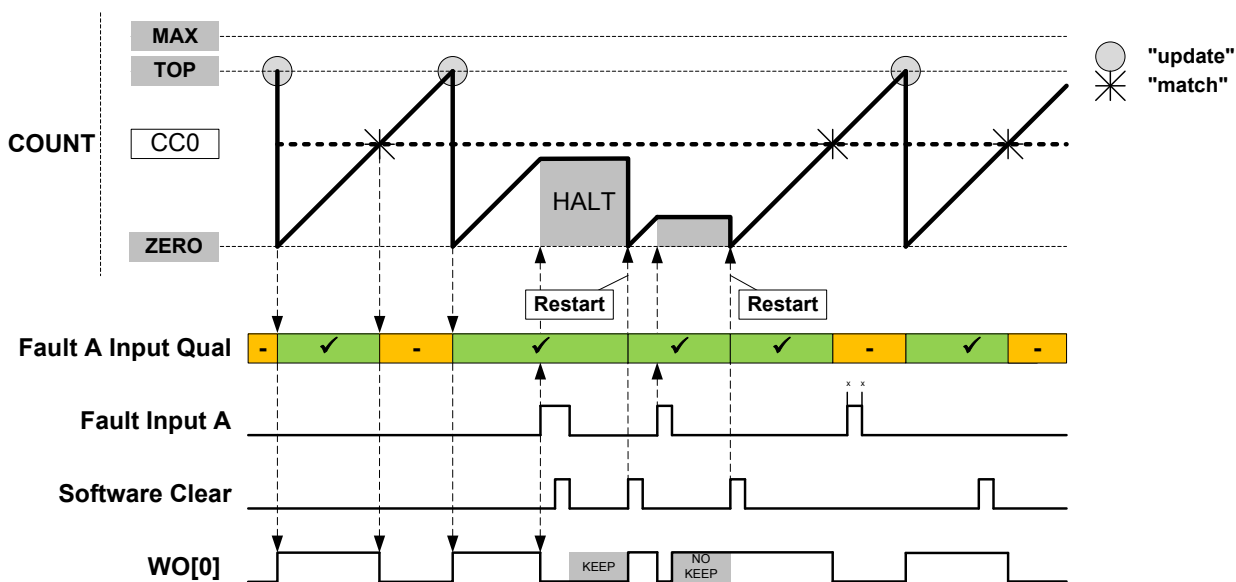 MAX
TOP
"update"
"match"
COUNT
CC0
HALT
ZERO
Restart
Restart
Fault A Input Qual
- ✓ - ✓ ✓ ✓ - ✓ -
x x
Fault Input A
Software Clear
WO[0]
KEEP
NO
KEEP